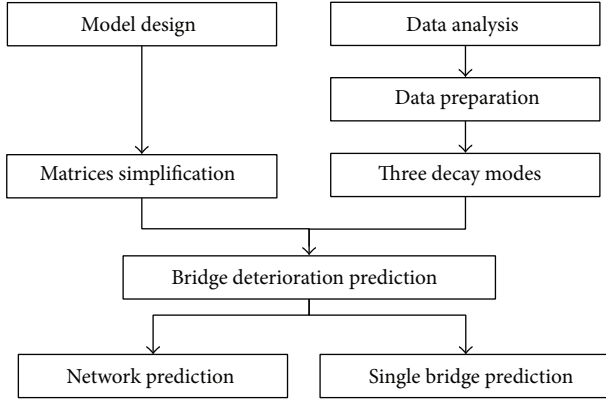 Model design
Data analysis
Data preparation
Matrices simplification
Three decay modes
Bridge deterioration prediction
Network prediction
Single bridge prediction